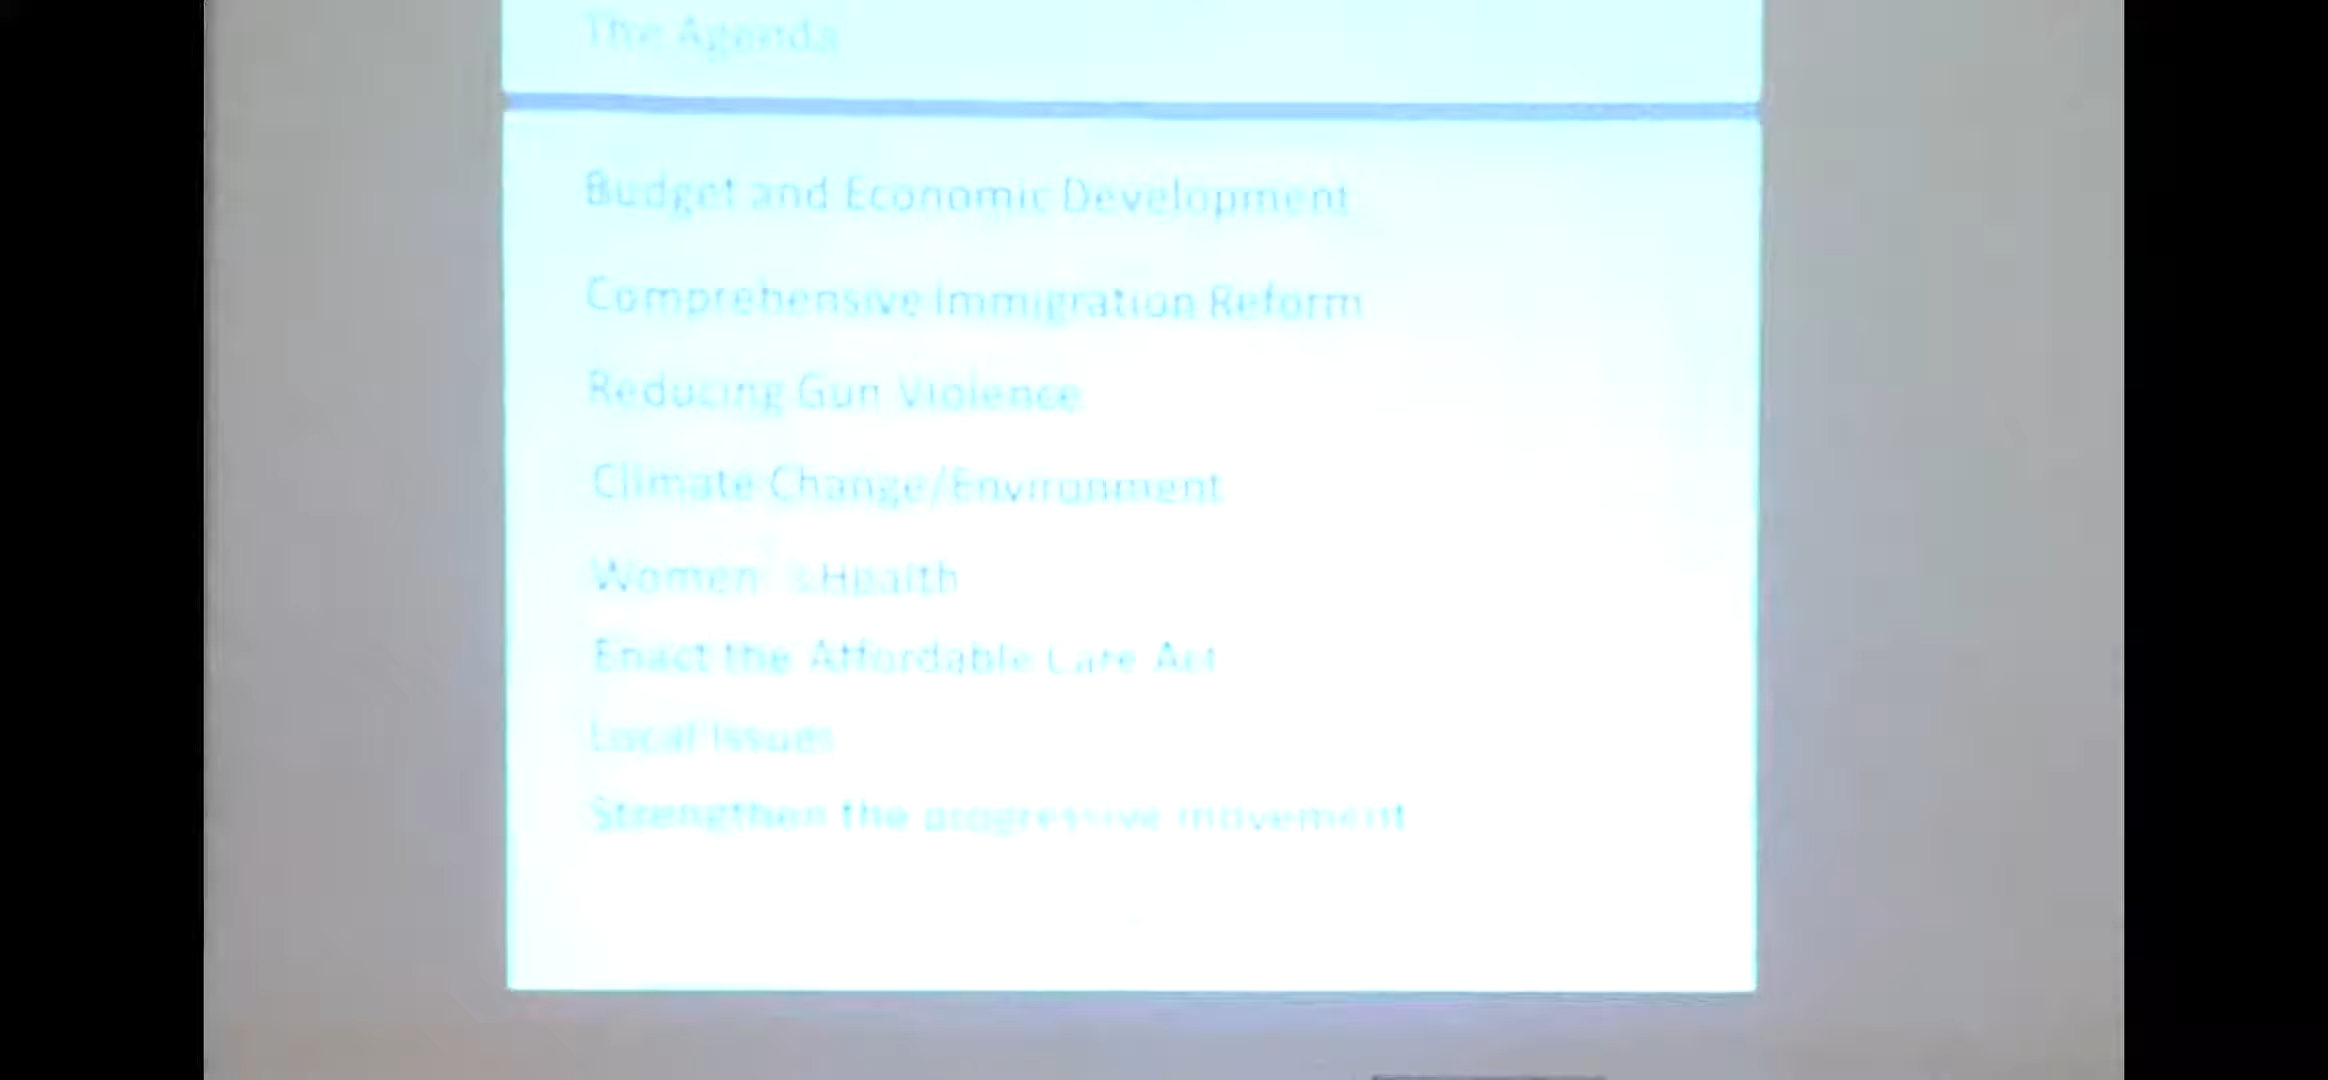 The Agenda
Budget and Economic Development
Comprehensive Immigration Reform
Reducing Gun Violence
Climate Change/Environment
Women's Health
Enact the Affordable Care Act
Local Issues
Strengthen the progressive movement